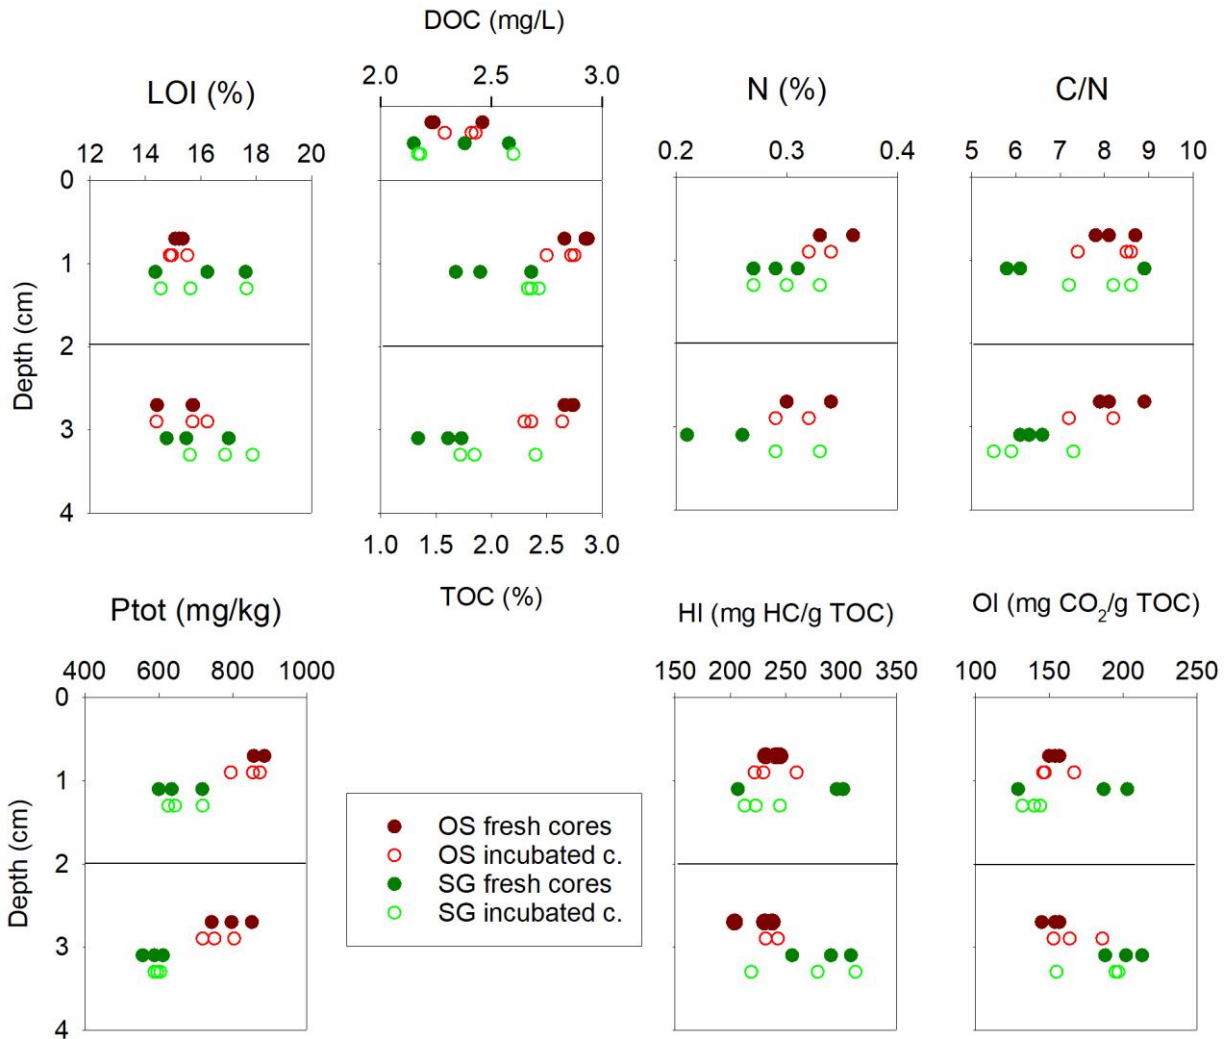 DOC (mg/L)
2.0 2.5 3.0
LOI (%)
N (%)
C/N
12 14 16 18 20
0.2 0.3 0.4
5 6 7 8 9 10
0
1
2
3
4
Depth (cm)
1.0 1.5 2.0 2.5 3.0
TOC (%)
Ptot (mg/kg)
HI (mg HC/g TOC)
OI (mg CO2/g TOC)
400 600 800 1000
150 200 250 300 350
100 150 200 250
0
1
2
3
4
Depth (cm)
OS fresh cores
OS incubated c.
SG fresh cores
SG incubated c.